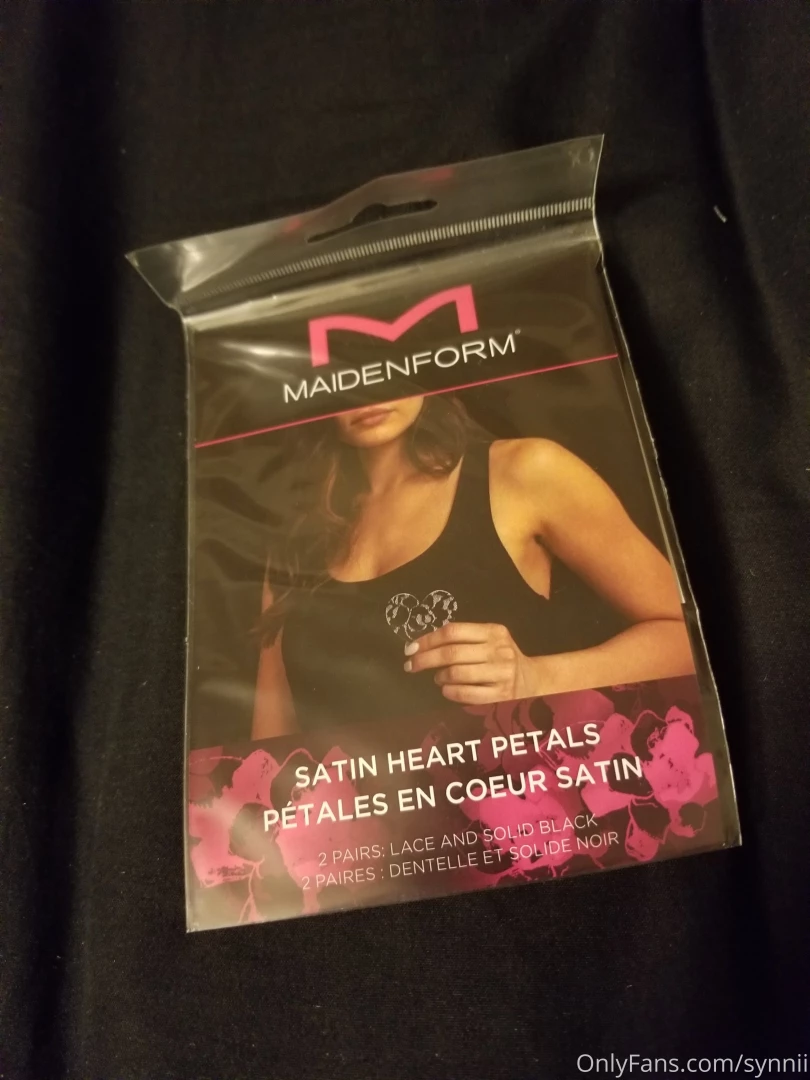 MAIDENFORM®
SATIN HEART PETALS
PÉTALES EN COEUR SATIN
2 PAIRS: LACE AND SOLID BLACK
2 PAIRES : DENTELLE ET SOLIDE NOIR
OnlyFans.com/synnii